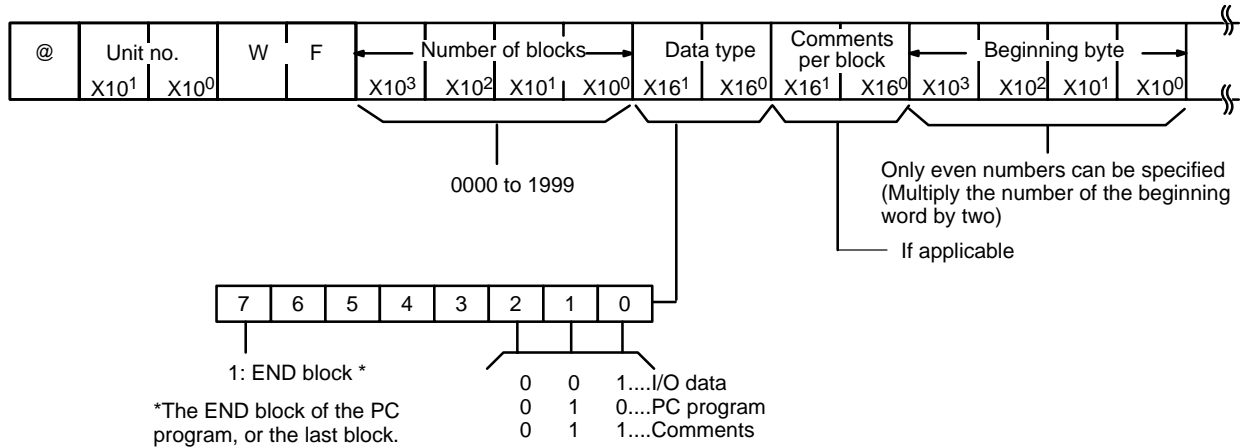 @ Unit no. W F Number of blocks Data type Comments per block Beginning byte
X10¹ X10⁰ X10³ X10² X10¹ X10⁰ X16¹ X16⁰ X16¹ X16⁰ X10³ X10² X10¹ X10⁰
0000 to 1999
Only even numbers can be specified
(Multiply the number of the beginning
word by two)
If applicable
7 6 5 4 3 2 1 0
1: END block *
*The END block of the PC
program, or the last block.
0 0 1....I/O data
0 1 0....PC program
0 1 1....Comments